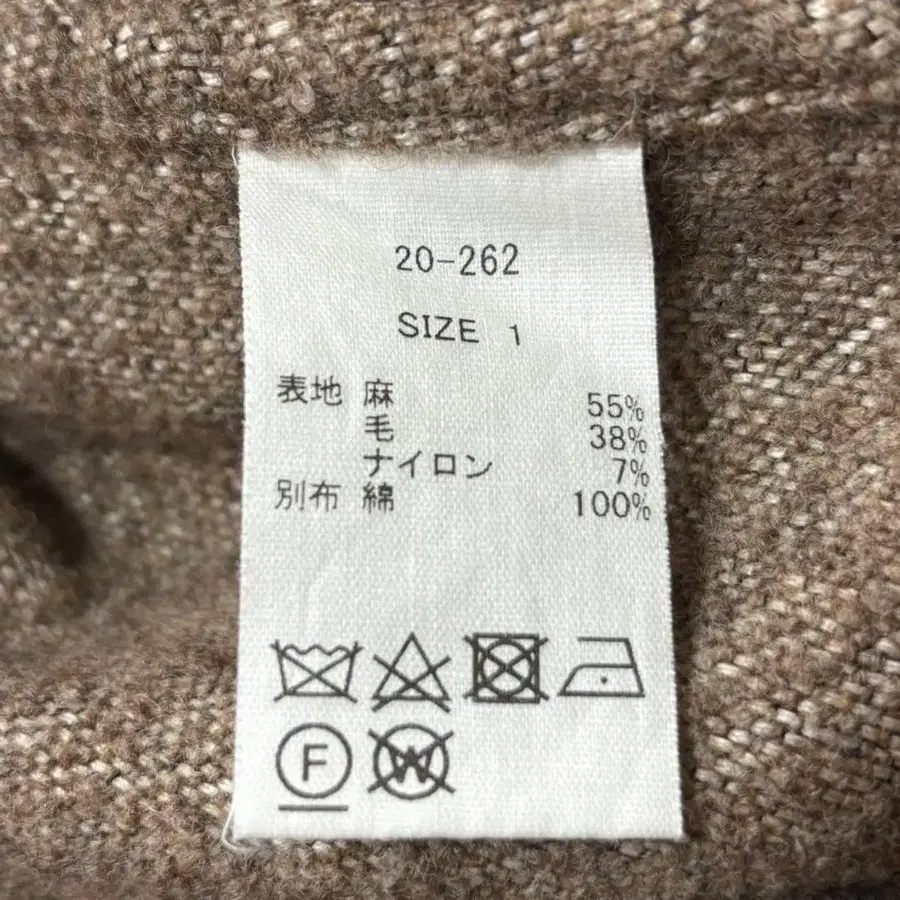 20-262
SIZE 1
表地 麻 55%
毛 38%
ナイロン 7%
別布 綿 100%
F W